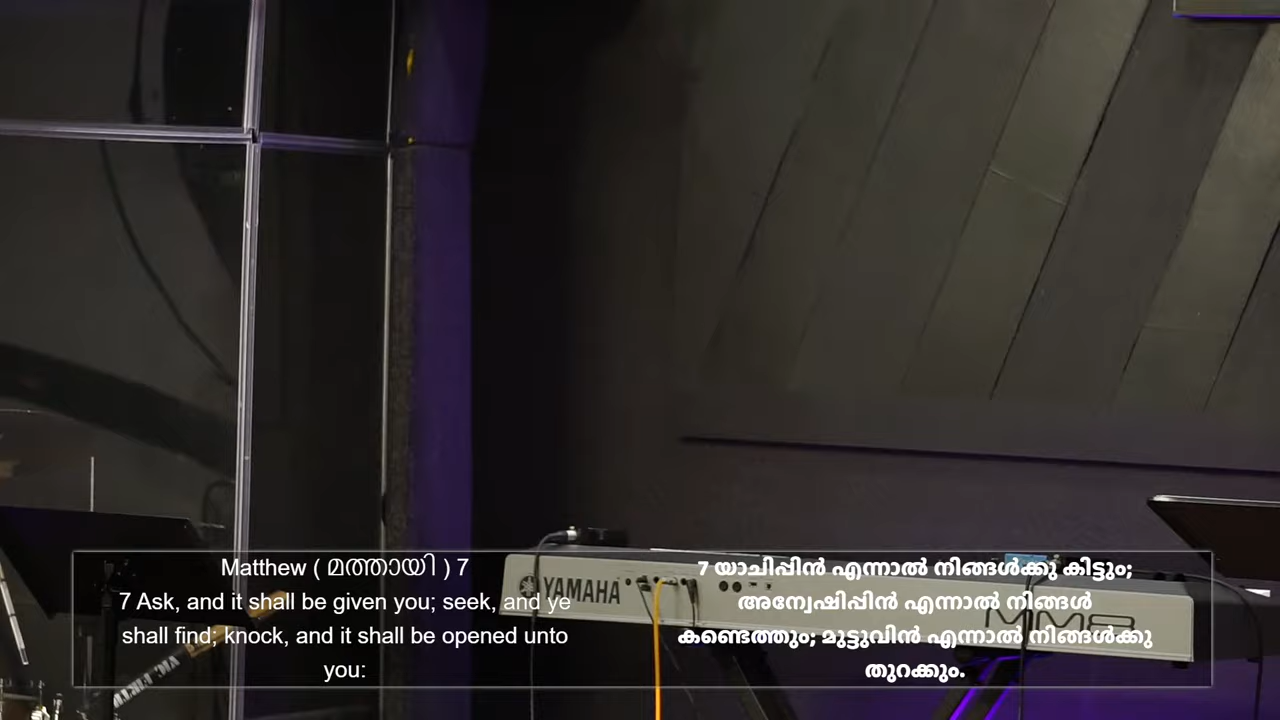 Matthew ( മത്തായി ) 7
7 Ask, and it shall be given you; seek, and ye
shall find; knock, and it shall be opened unto
you:
7 യാചിപ്പിൻ എന്നാൽ നിങ്ങൾക്കു കിട്ടും;
അന്വേഷിപ്പിൻ എന്നാൽ നിങ്ങൾ
കണ്ടെത്തും; മുട്ടുവിൻ എന്നാൽ നിങ്ങൾക്കു
തുറക്കും.
YAMAHA
MM8